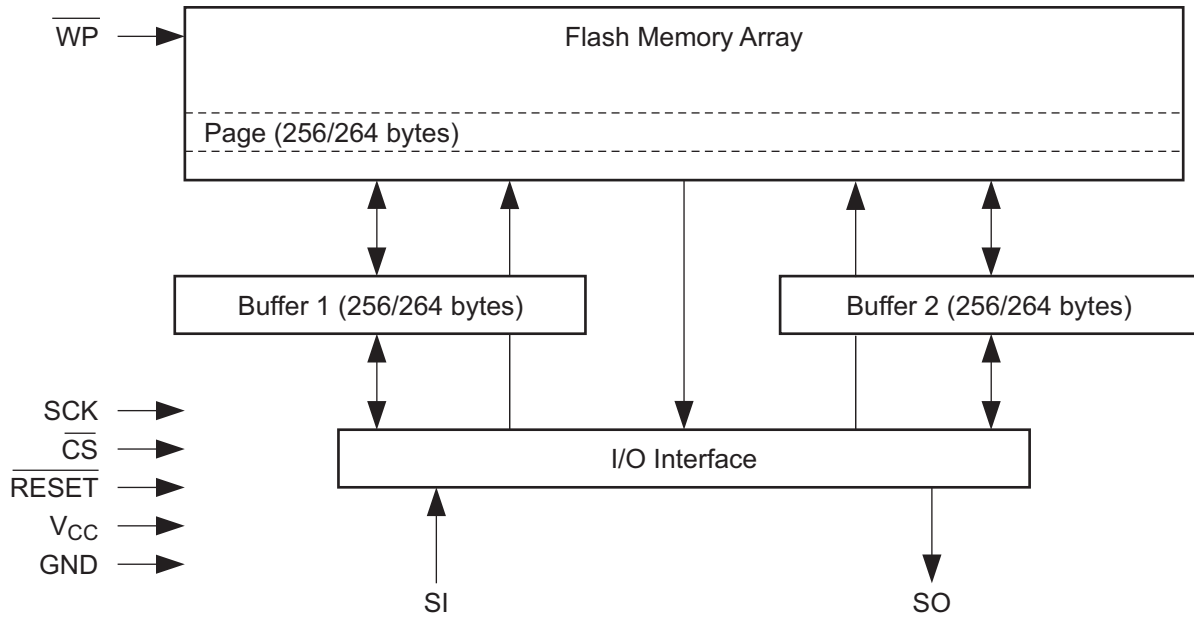 WP
Flash Memory Array
Page (256/264 bytes)
Buffer 1 (256/264 bytes)
Buffer 2 (256/264 bytes)
SCK
CS
RESET
VCC
GND
I/O Interface
SI
SO